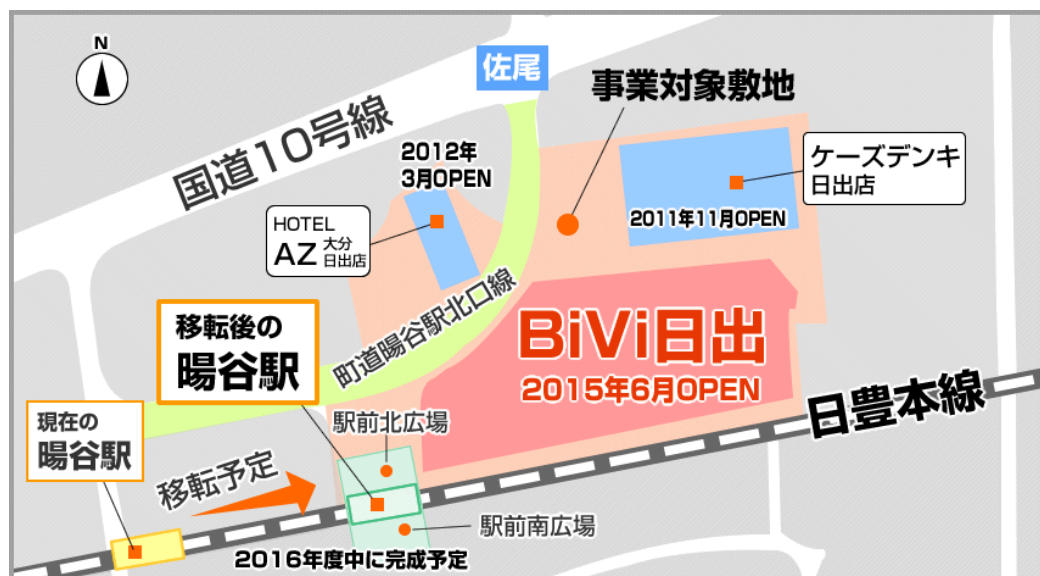 N
佐尾
事業対象敷地
国道10号線
2012年
3月OPEN
ケーズデンキ
日出店
2011年11月OPEN
HOTEL
AZ 大分
日出店
町道暘谷駅北口線
移転後の
暘谷駅
BiVi日出
2015年6月OPEN
日豊本線
現在の
暘谷駅
駅前北広場
移転予定
駅前南広場
2016年度中に完成予定